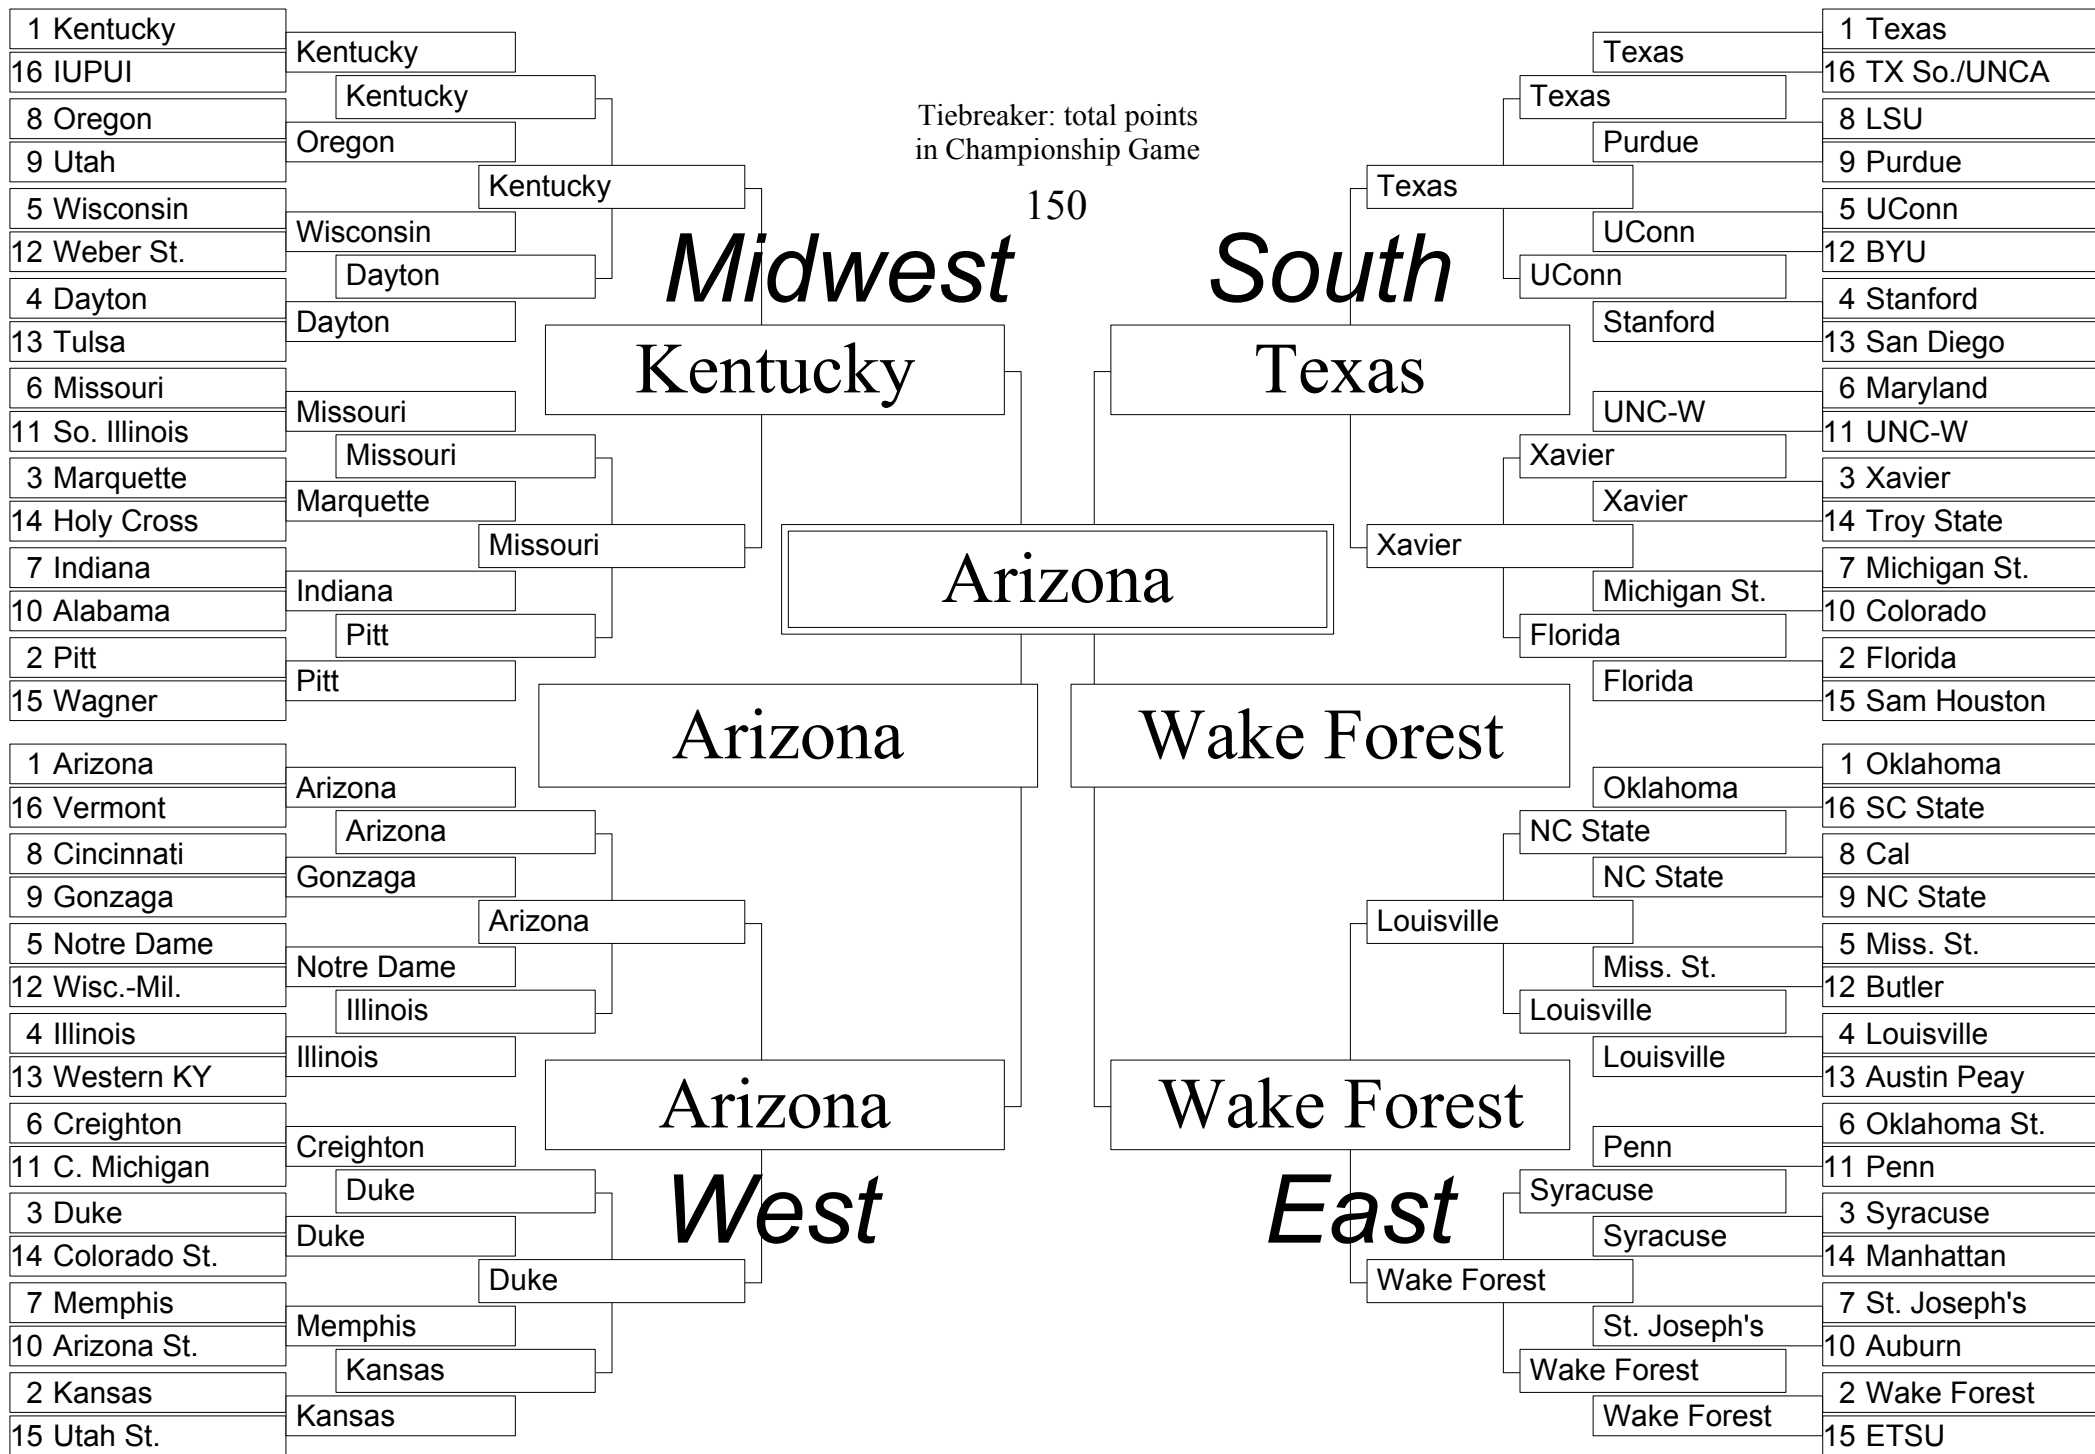 1 Kentucky
16 IUPUI
8 Oregon
9 Utah
5 Wisconsin
12 Weber St.
4 Dayton
13 Tulsa
6 Missouri
11 So. Illinois
3 Marquette
14 Holy Cross
7 Indiana
10 Alabama
2 Pitt
15 Wagner
Kentucky
Oregon
Wisconsin
Dayton
Missouri
Marquette
Indiana
Pitt
Kentucky
Dayton
Missouri
Pitt
Kentucky
Missouri
Midwest
Kentucky
1 Arizona
16 Vermont
8 Cincinnati
9 Gonzaga
5 Notre Dame
12 Wisc.-Mil.
4 Illinois
13 Western KY
6 Creighton
11 C. Michigan
3 Duke
14 Colorado St.
7 Memphis
10 Arizona St.
2 Kansas
15 Utah St.
Arizona
Gonzaga
Notre Dame
Illinois
Creighton
Duke
Memphis
Kansas
Arizona
Illinois
Duke
Kansas
Arizona
Duke
Arizona
West
Tiebreaker: total points
in Championship Game
150
Arizona
Arizona
Wake Forest
South
Texas
Texas
Xavier
Texas
UConn
Xavier
Florida
Texas
Purdue
UConn
Stanford
UNC-W
Xavier
Michigan St.
Florida
1 Texas
16 TX So./UNCA
8 LSU
9 Purdue
5 UConn
12 BYU
4 Stanford
13 San Diego
6 Maryland
11 UNC-W
3 Xavier
14 Troy State
7 Michigan St.
10 Colorado
2 Florida
15 Sam Houston
Wake Forest
East
Louisville
Wake Forest
NC State
Louisville
Syracuse
Wake Forest
Oklahoma
NC State
Miss. St.
Louisville
Penn
Syracuse
St. Joseph's
Wake Forest
1 Oklahoma
16 SC State
8 Cal
9 NC State
5 Miss. St.
12 Butler
4 Louisville
13 Austin Peay
6 Oklahoma St.
11 Penn
3 Syracuse
14 Manhattan
7 St. Joseph's
10 Auburn
2 Wake Forest
15 ETSU